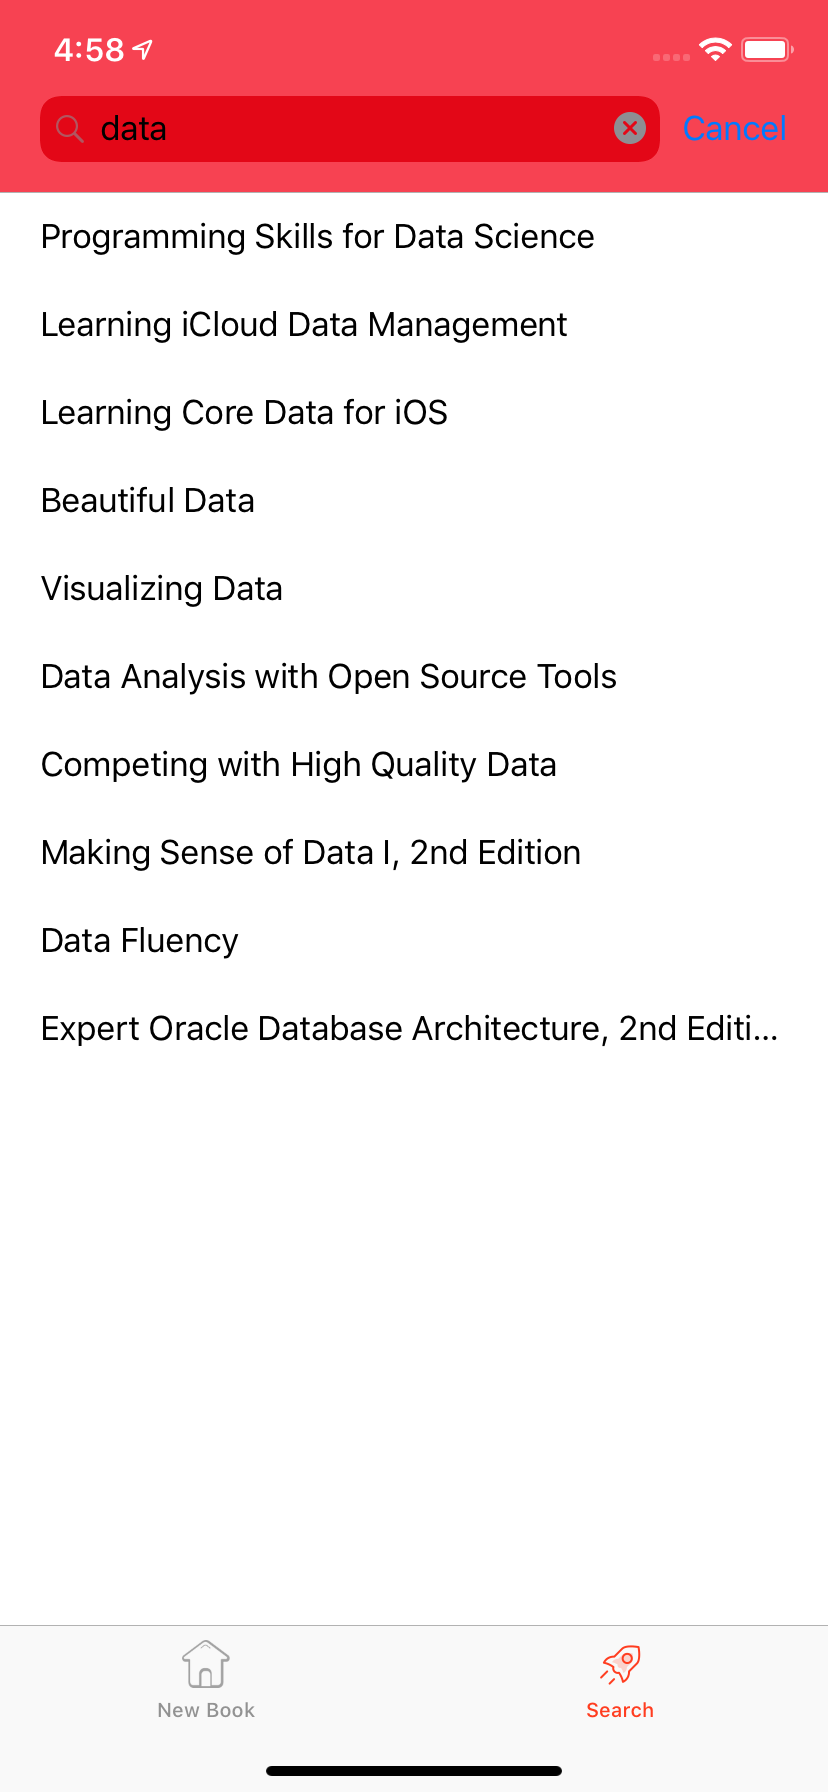 4:58
data
Cancel
Programming Skills for Data Science
Learning iCloud Data Management
Learning Core Data for iOS
Beautiful Data
Visualizing Data
Data Analysis with Open Source Tools
Competing with High Quality Data
Making Sense of Data I, 2nd Edition
Data Fluency
Expert Oracle Database Architecture, 2nd Editi...
New Book
Search